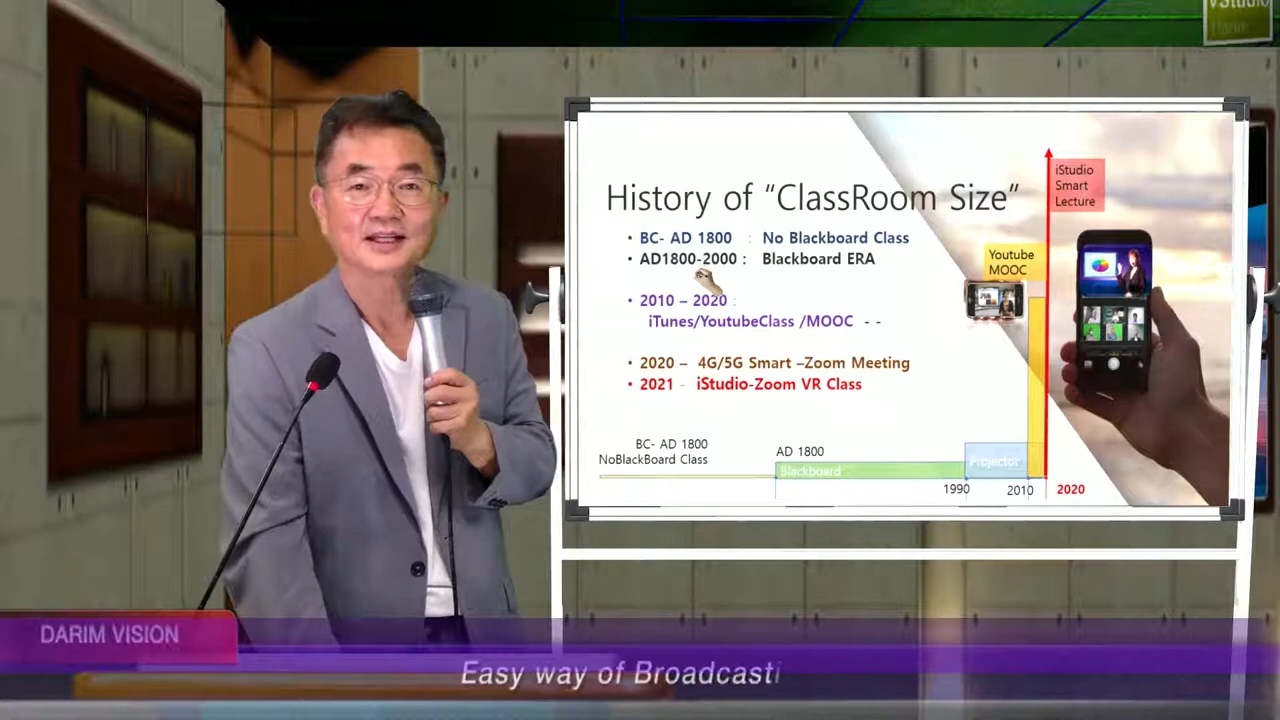 vStudio
History of “ClassRoom Size”
• BC- AD 1800 : No Blackboard Class
• AD1800-2000 : Blackboard ERA
• 2010 – 2020 :
iTunes/YoutubeClass /MOOC - -
• 2020 – 4G/5G Smart –Zoom Meeting
• 2021 - iStudio-Zoom VR Class
iStudio
Smart
Lecture
Youtube
MOOC
BC- AD 1800
NoBlackBoard Class
AD 1800
Blackboard
Projector
1990
2010
2020
DARIM VISION
Easy way of Broadcasti